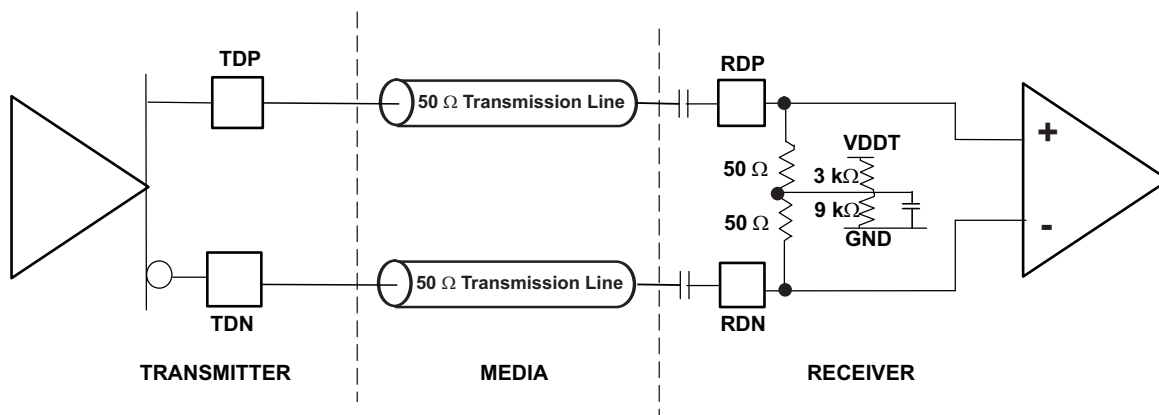 TDP
RDP
50 Ω Transmission Line
+
VDDT
50 Ω
3 kΩ
50 Ω
9 kΩ
GND
-
50 Ω Transmission Line
TDN
RDN
TRANSMITTER
MEDIA
RECEIVER